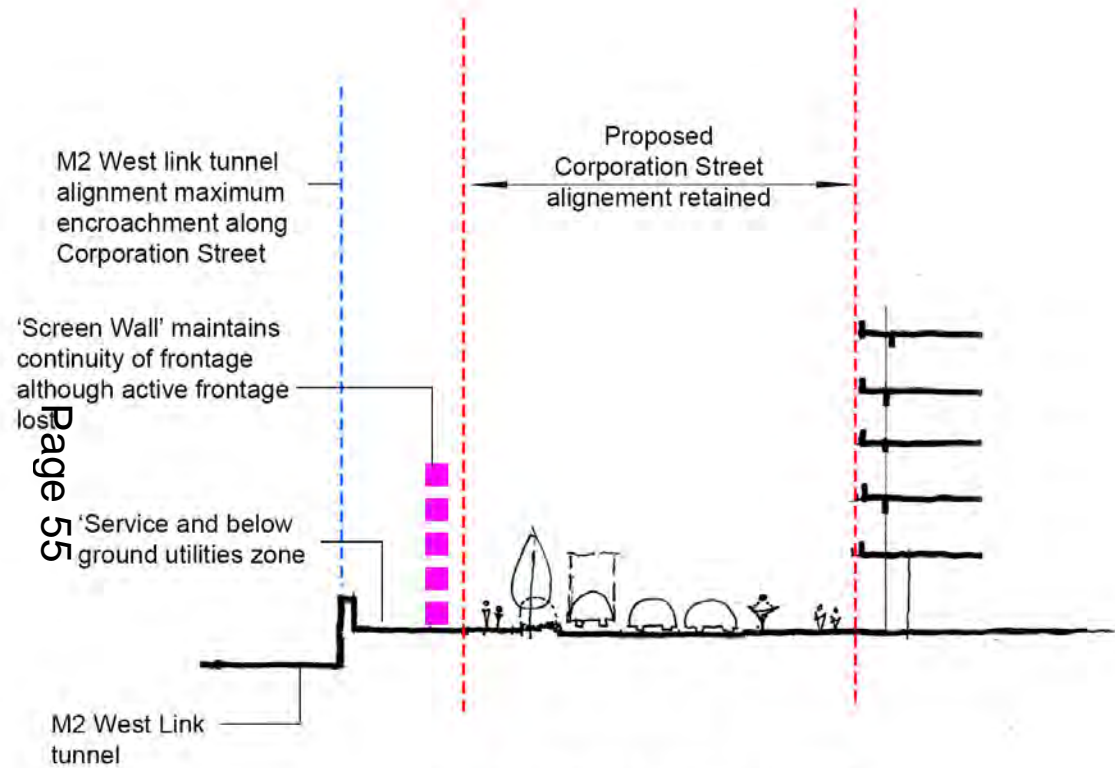 M2 West link tunnel
alignment maximum
encroachment along
Corporation Street
Proposed
Corporation Street
alignement retained
'Screen Wall' maintains
continuity of frontage
although active frontage
lost
Page 55
'Service and below
ground utilities zone
M2 West Link
tunnel